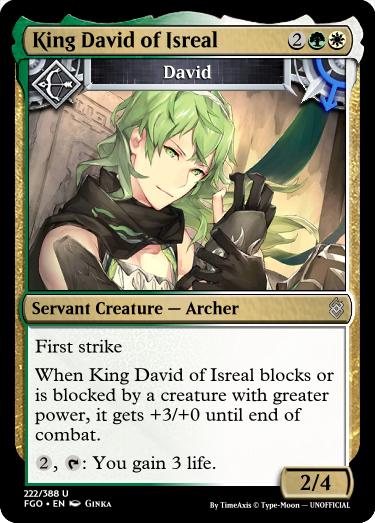 King David of Isreal 2
David
Servant Creature — Archer
First strike
When King David of Isreal blocks or
is blocked by a creature with greater
power, it gets +3/+0 until end of
combat.
2, : You gain 3 life.
2/4
222/388 U
FGO • EN Ginka
By TimeAxis © Type-Moon — UNOFFICIAL